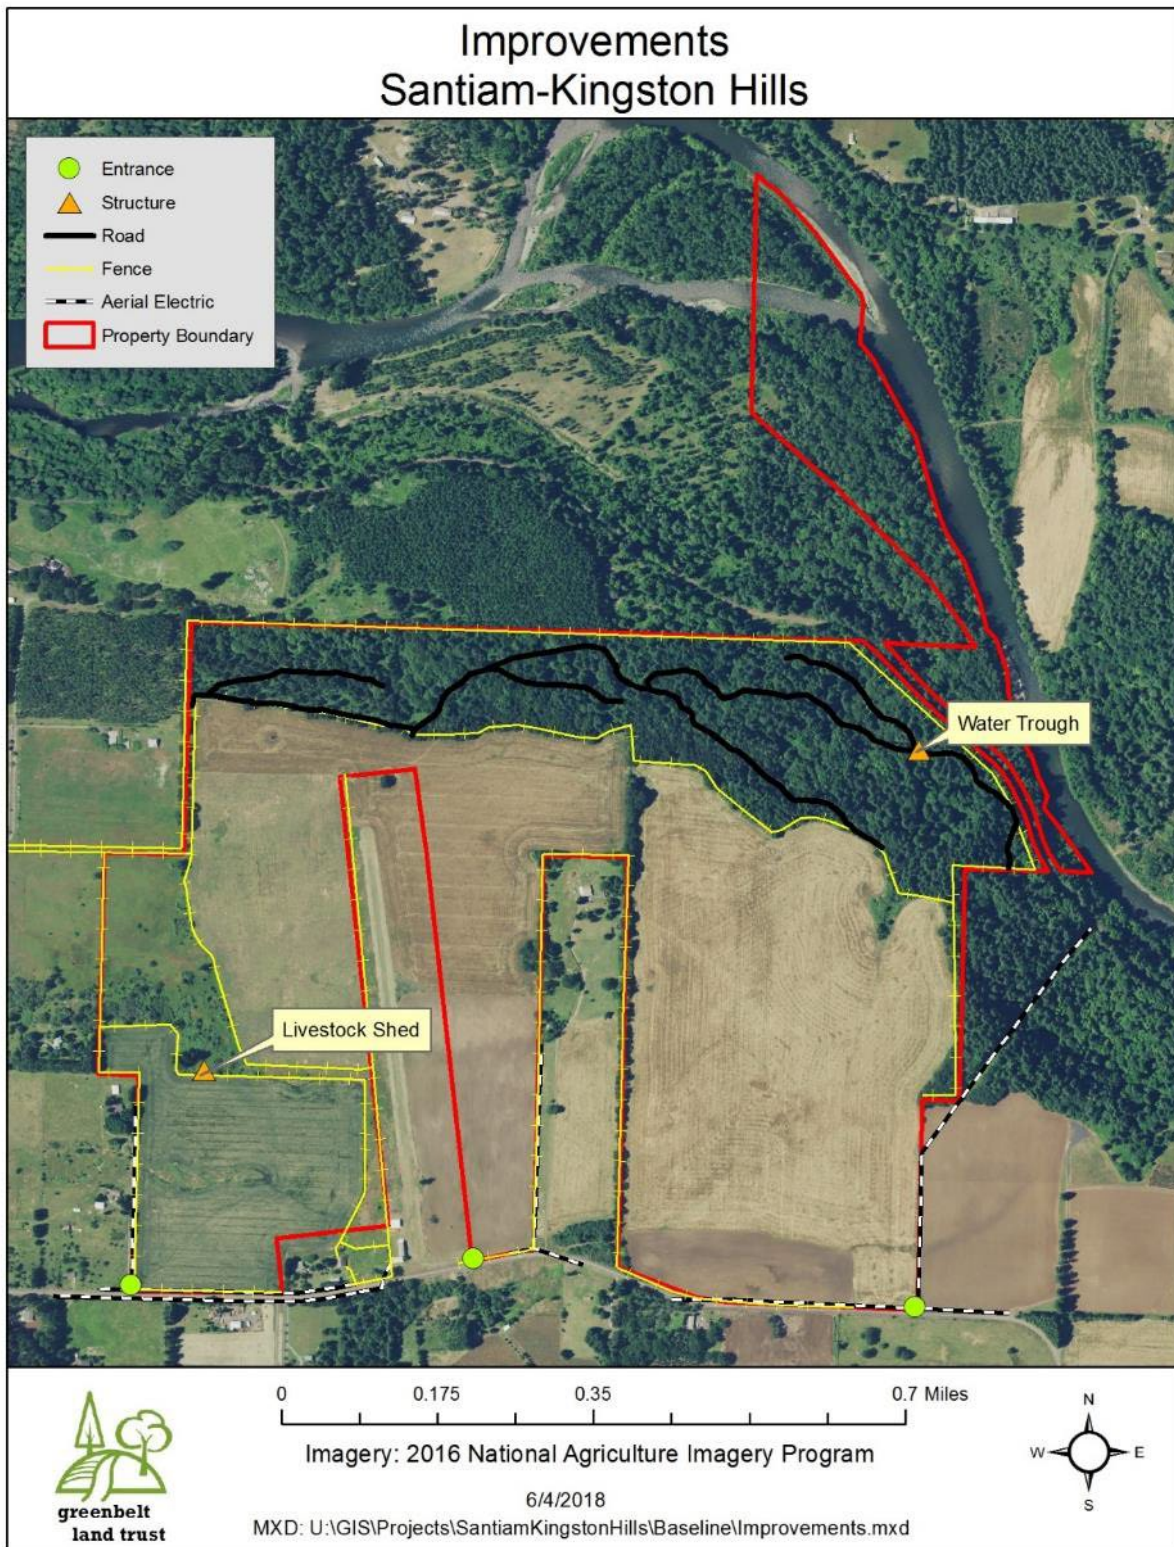 Improvements
Santiam-Kingston Hills
Entrance
Structure
Road
Fence
Aerial Electric
Property Boundary
Water Trough
Livestock Shed
0 0.175 0.35 0.7 Miles
Imagery: 2016 National Agriculture Imagery Program
6/4/2018
MXD: U:\GIS\Projects\SantiamKingstonHills\Baseline\Improvements.mxd
greenbelt
land trust
N
W E
S